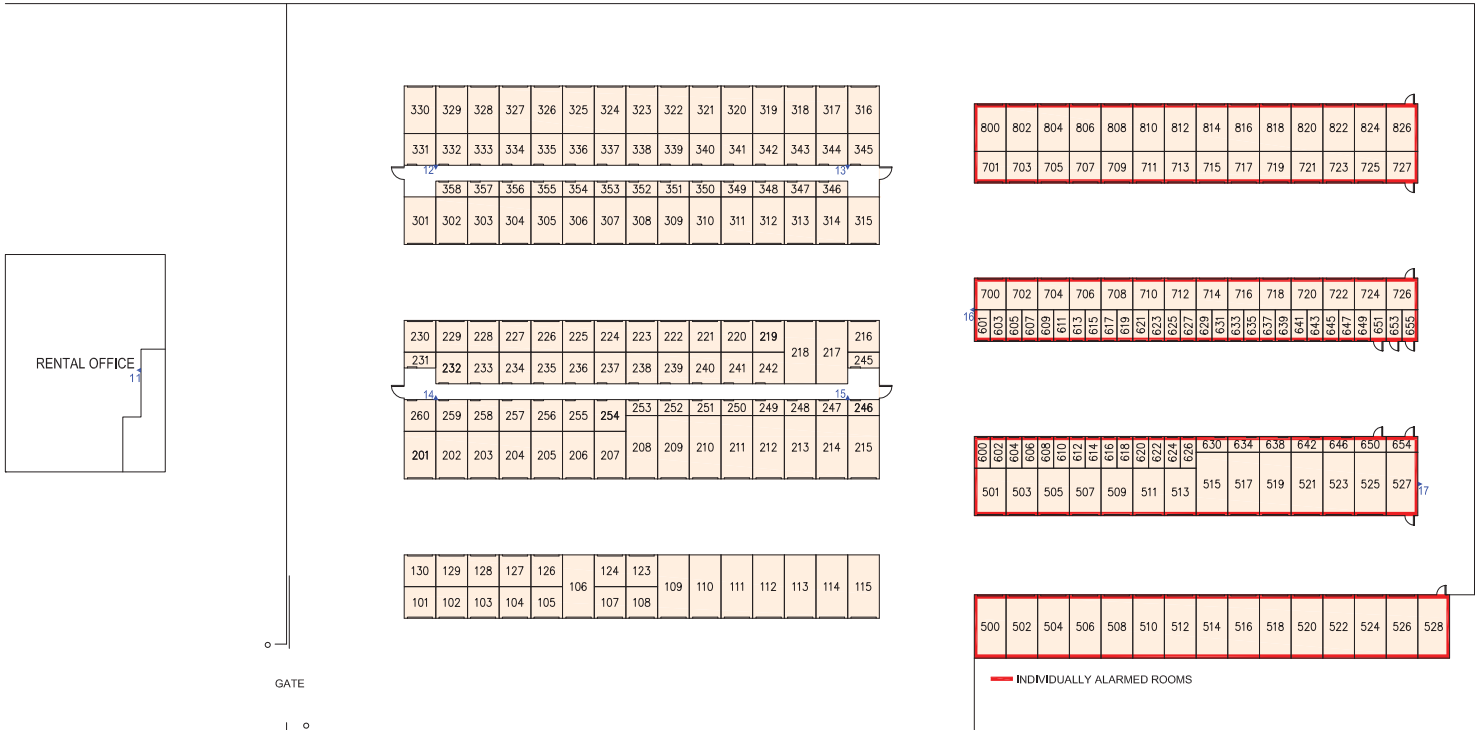 330 329 328 327 326 325 324 323 322 321 320 319 318 317 316
331 332 333 334 335 336 337 338 339 340 341 342 343 344 345
12 13
358 357 356 355 354 353 352 351 350 349 348 347 346
301 302 303 304 305 306 307 308 309 310 311 312 313 314 315
800 802 804 806 808 810 812 814 816 818 820 822 824 826
701 703 705 707 709 711 713 715 717 719 721 723 725 727
700 702 704 706 708 710 712 714 716 718 720 722 724 726
16
601 603 605 607 609 611 613 615 617 619 621 623 625 627 629 631 633 635 637 639 641 643 645 647 649 651 653 655
RENTAL OFFICE
11
230 229 228 227 226 225 224 223 222 221 220 219 218 217 216
231 232 233 234 235 236 237 238 239 240 241 242 245
14 15
260 259 258 257 256 255 254 253 252 251 250 249 248 247 246
201 202 203 204 205 206 207 208 209 210 211 212 213 214 215
600 602 604 606 608 610 612 614 616 618 620 622 624 626 630 634 638 642 646 650 654
501 503 505 507 509 511 513 515 517 519 521 523 525 527
17
130 129 128 127 126 106 124 123 109 110 111 112 113 114 115
101 102 103 104 105 107 108
500 502 504 506 508 510 512 514 516 518 520 522 524 526 528
GATE
INDIVIDUALLY ALARMED ROOMS